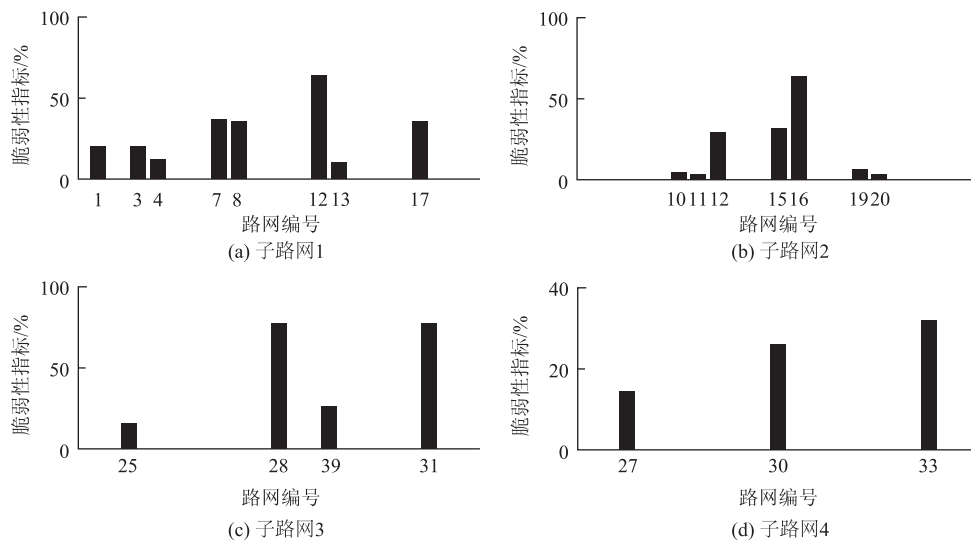 100
50
0
脆弱性指标/%
1 3 4 7 8 12 13 17
路网编号
(a) 子路网1
100
50
0
脆弱性指标/%
10 11 12 15 16 19 20
路网编号
(b) 子路网2
100
50
0
脆弱性指标/%
25 28 39 31
路网编号
(c) 子路网3
40
20
0
脆弱性指标/%
27 30 33
路网编号
(d) 子路网4